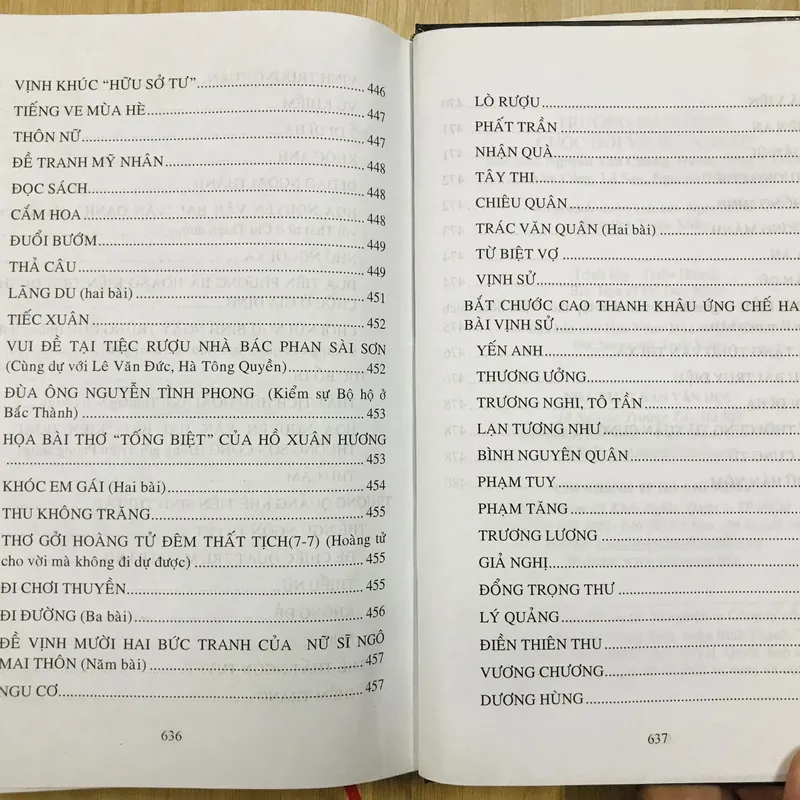 VỊNH KHÚC “HỮU SỞ TƯ”........446
TIẾNG VE MÙA HÈ........447
THÔN NỮ........447
ĐỀ TRANH MỸ NHÂN........448
ĐỌC SÁCH........448
CẮM HOA........448
ĐUỔI BƯỚM........449
THẢ CÂU........449
LÃNG DU (hai bài)........451
TIẾC XUÂN........452
VUI ĐỀ TẠI TIỆC RƯỢU NHÀ BÁC PHAN SÀI SƠN
(Cùng dự với Lê Văn Đức, Hà Tông Quyền)........452
ĐÙA ÔNG NGUYỄN TÌNH PHONG (Kiểm sự Bộ hộ ở
Bắc Thành)........453
HỌA BÀI THƠ “TỐNG BIỆT” CỦA HỒ XUÂN HƯƠNG
........453
KHÓC EM GÁI (Hai bài)........454
THU KHÔNG TRĂNG........455
THƠ GỞI HOÀNG TỬ ĐÊM THẤT TỊCH(7-7) (Hoàng tử
cho vời mà không đi dự được)........455
ĐI CHƠI THUYỀN........455
ĐI ĐƯỜNG (Ba bài)........456
ĐỀ VỊNH MƯỜI HAI BỨC TRANH CỦA NỮ SĨ NGÔ
MAI THÔN (Năm bài)........457
NGU CƠ........457
636
LÒ RƯỢU........
PHẤT TRẦN........
NHẬN QUẢ........
TÂY THI........
CHIÊU QUÂN........
TRÁC VĂN QUÂN (Hai bài)........
TỪ BIỆT VỢ........
VỊNH SỬ........
BẮT CHƯỚC CAO THANH KHÂU ỨNG CHẾ HA
BÀI VỊNH SỬ........
YẾN ANH........
THƯƠNG ƯỞNG........
TRƯƠNG NGHI, TÔ TẦN........
LẠN TƯƠNG NHƯ........
BÌNH NGUYÊN QUÂN........
PHẠM TUY........
PHẠM TĂNG........
TRƯƠNG LƯƠNG........
GIẢ NGHỊ........
ĐỔNG TRỌNG THƯ........
LÝ QUẢNG........
ĐIỀN THIÊN THU........
VƯƠNG CHƯƠNG........
DƯƠNG HÙNG........
637